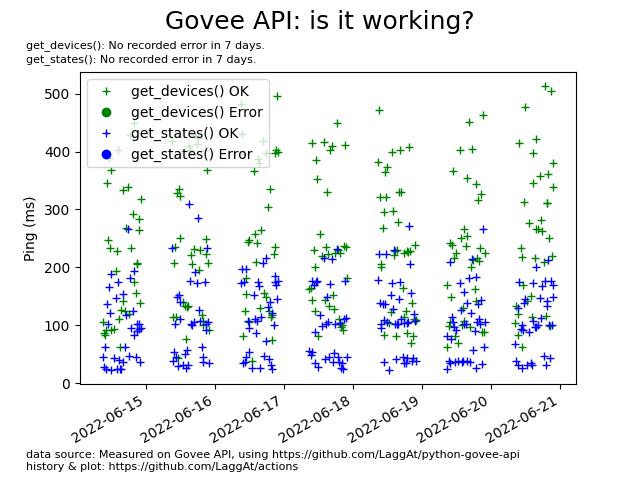 Govee API: is it working?
get_devices(): No recorded error in 7 days.
get_states(): No recorded error in 7 days.
get_devices() OK
get_devices() Error
get_states() OK
get_states() Error
Ping (ms)
500
400
300
200
100
0
2022-06-15
2022-06-16
2022-06-17
2022-06-18
2022-06-19
2022-06-20
2022-06-21
data source: Measured on Govee API, using https://github.com/LaggAt/python-govee-api
history & plot: https://github.com/LaggAt/actions